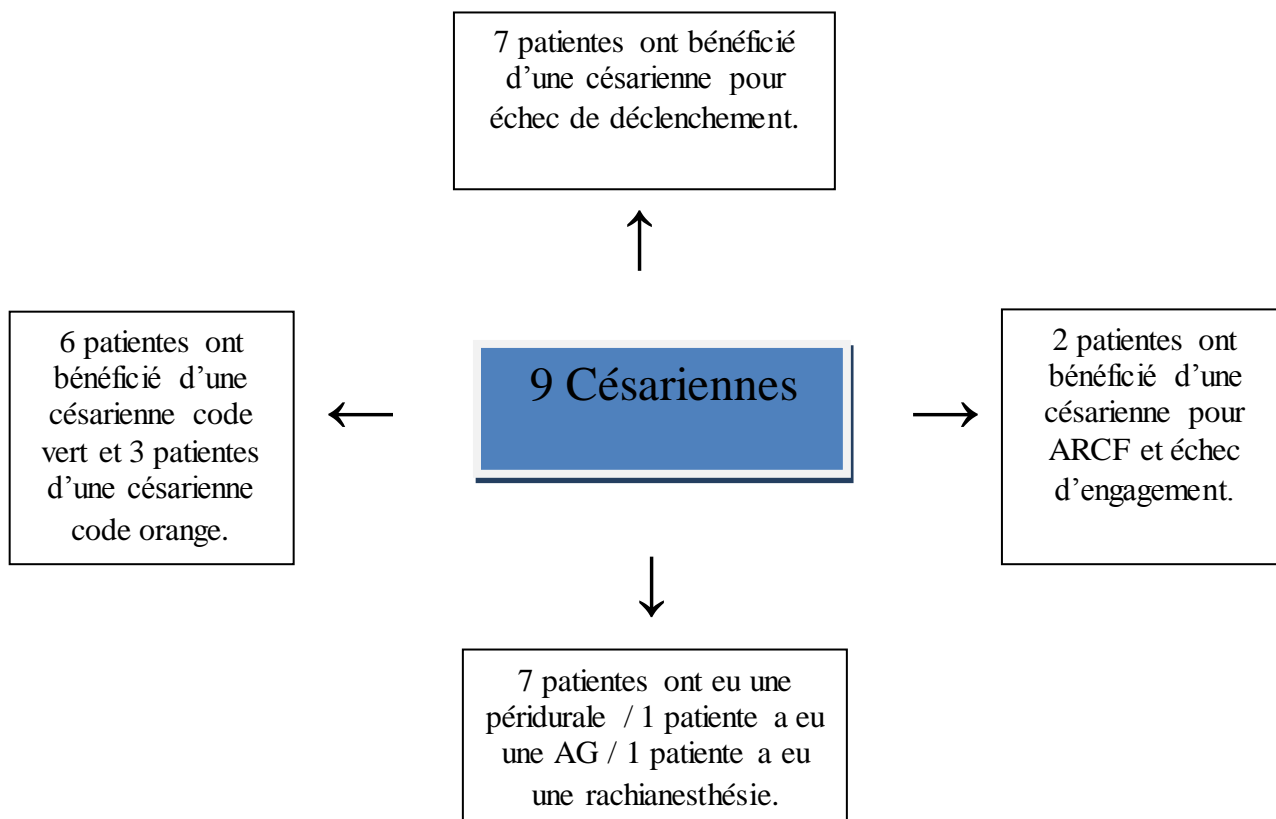 7 patientes ont bénéficié
d’une césarienne pour
échec de déclenchement.
6 patientes ont
bénéficié d’une
césarienne code
vert et 3 patientes
d’une césarienne
code orange.
9 Césariennes
2 patientes ont
bénéficié d’une
césarienne pour
ARCF et échec
d’engagement.
7 patientes ont eu une
péridurale / 1 patiente a eu
une AG / 1 patiente a eu
une rachianesthésie.